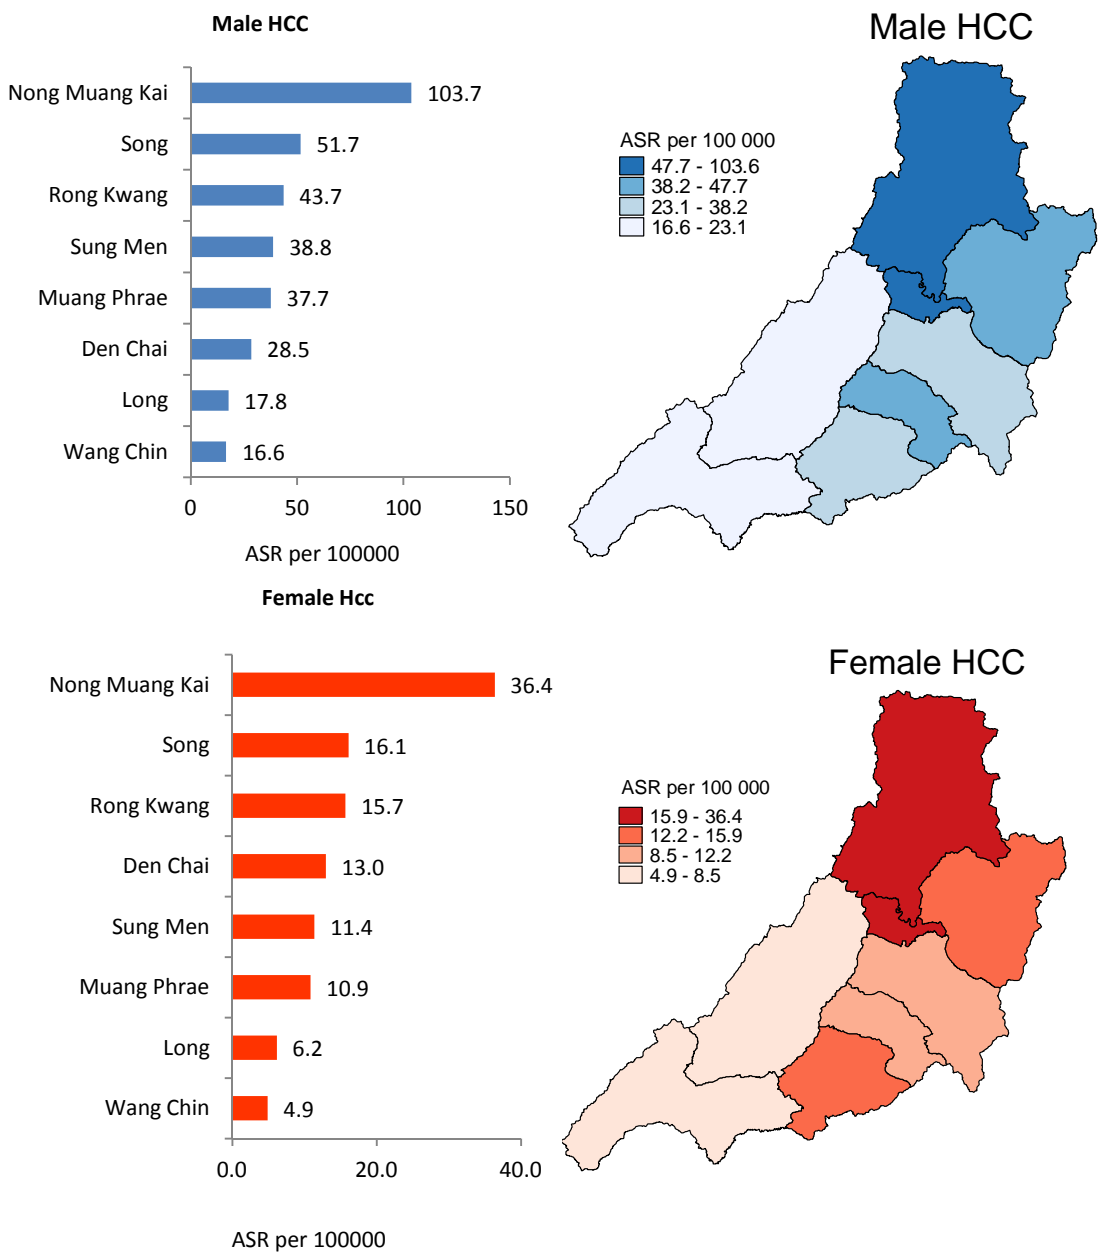 Male HCC
Nong Muang Kai 103.7
Song 51.7
Rong Kwang 43.7
Sung Men 38.8
Muang Phrae 37.7
Den Chai 28.5
Long 17.8
Wang Chin 16.6
0 50 100 150
ASR per 100000
Male HCC
ASR per 100 000
47.7 - 103.6
38.2 - 47.7
23.1 - 38.2
16.6 - 23.1
Female Hcc
Nong Muang Kai 36.4
Song 16.1
Rong Kwang 15.7
Den Chai 13.0
Sung Men 11.4
Muang Phrae 10.9
Long 6.2
Wang Chin 4.9
0.0 20.0 40.0
ASR per 100000
Female HCC
ASR per 100 000
15.9 - 36.4
12.2 - 15.9
8.5 - 12.2
4.9 - 8.5